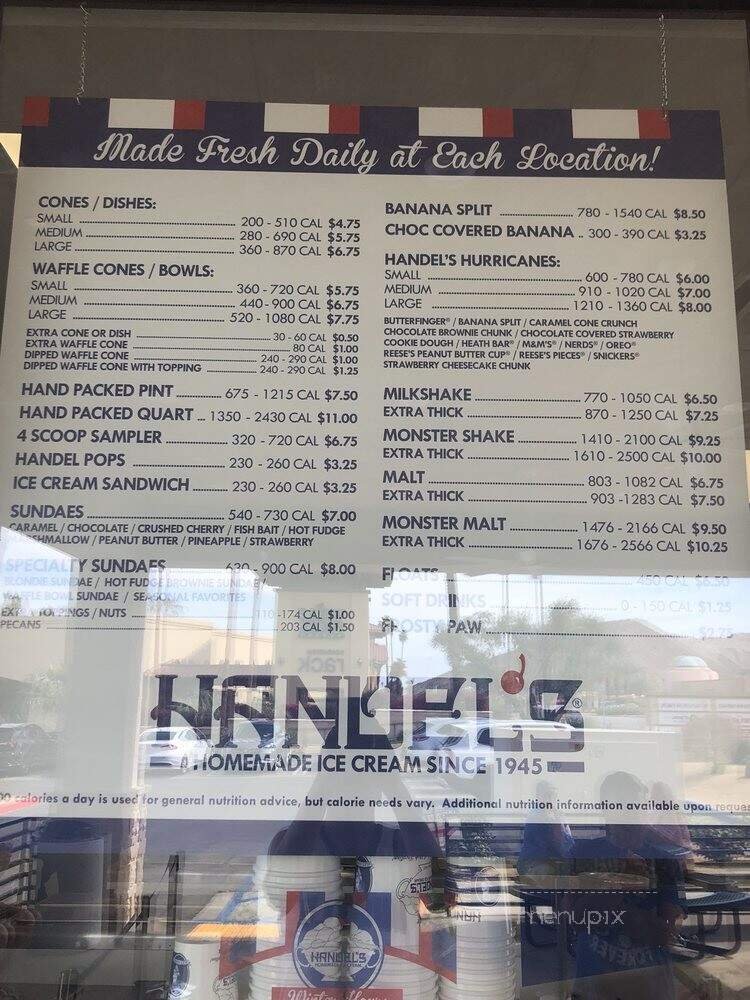 Made Fresh Daily at Each Location!
CONES / DISHES:
SMALL 200 - 510 CAL $4.75
MEDIUM 280 - 690 CAL $5.75
LARGE 360 - 870 CAL $6.75
WAFFLE CONES / BOWLS:
SMALL 360 - 720 CAL $5.75
MEDIUM 440 - 900 CAL $6.75
LARGE 520 - 1080 CAL $7.75
EXTRA CONE OR DISH 30 - 60 CAL $0.50
EXTRA WAFFLE CONE 80 CAL $1.00
DIPPED WAFFLE CONE 240 - 290 CAL $1.00
DIPPED WAFFLE CONE WITH TOPPING 240 - 290 CAL $1.25
HAND PACKED PINT 675 - 1215 CAL $7.50
HAND PACKED QUART 1350 - 2430 CAL $11.00
4 SCOOP SAMPLER 320 - 720 CAL $6.75
HANDEL POPS 230 - 260 CAL $3.25
ICE CREAM SANDWICH 230 - 260 CAL $3.25
SUNDAES 540 - 730 CAL $7.00
CARAMEL / CHOCOLATE / CRUSHED CHERRY / FISH BAIT / HOT FUDGE
MARSHMALLOW / PEANUT BUTTER / PINEAPPLE / STRAWBERRY
SPECIALTY SUNDAES 630 - 900 CAL $8.00
BLONDIE SUNDAE / HOT FUDGE BROWNIE SUNDAE
WAFFLE BOWL SUNDAE / SEASONAL FAVORITES
EXTRA TOPPINGS / NUTS 110 -174 CAL $1.00
PECANS 203 CAL $1.50
BANANA SPLIT 780 - 1540 CAL $8.50
CHOC COVERED BANANA 300 - 390 CAL $3.25
HANDEL'S HURRICANES:
SMALL 600 - 780 CAL $6.00
MEDIUM 910 - 1020 CAL $7.00
LARGE 1210 - 1360 CAL $8.00
BUTTERFINGER® / BANANA SPLIT / CARAMEL CONE CRUNCH
CHOCOLATE BROWNIE CHUNK / CHOCOLATE COVERED STRAWBERRY
COOKIE DOUGH / HEATH BAR® / M&M'S® / NERDS® / OREO®
REESE'S PEANUT BUTTER CUP® / REESE'S PIECES® / SNICKERS®
STRAWBERRY CHEESECAKE CHUNK
MILKSHAKE 770 - 1050 CAL $6.50
EXTRA THICK 870 - 1250 CAL $7.25
MONSTER SHAKE 1410 - 2100 CAL $9.25
EXTRA THICK 1610 - 2500 CAL $10.00
MALT 803 - 1082 CAL $6.75
EXTRA THICK 903 -1283 CAL $7.50
MONSTER MALT 1476 - 2166 CAL $9.50
EXTRA THICK 1676 - 2566 CAL $10.25
FLOATS 450 CAL $6.50
SOFT DRINKS 0 - 150 CAL $1.25
FROSTY PAW $2.75
HANDEL'S®
HOMEMADE ICE CREAM SINCE 1945
00 calories a day is used for general nutrition advice, but calorie needs vary. Additional nutrition information available upon reques
menupix
HANDEL'S
FOREVER